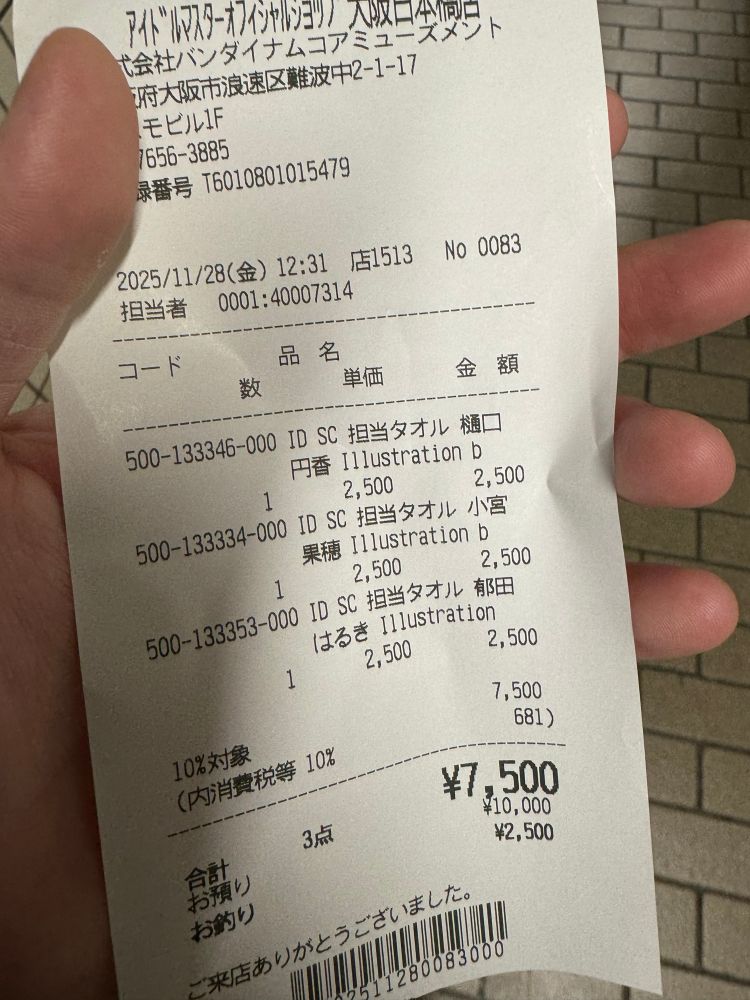 アイドルマスターオフィシャルショップ 大阪日本橋店
式会社バンダイナムコアミューズメント
府大阪市浪速区難波中2-1-17
モビル1F
7656-3885
録番号 T6010801015479
2025/11/28(金) 12:31 店1513 No 0083
担当者 0001:40007314
コード 品 名
数 単価 金 額
500-133346-000 ID SC 担当タオル 樋口
円香 Illustration b
1 2,500 2,500
500-133334-000 ID SC 担当タオル 小宮
果穂 Illustration b
1 2,500 2,500
500-133353-000 ID SC 担当タオル 郁田
はるき Illustration
1 2,500 2,500
10%対象 7,500
(内消費税等 10% 681)
3点
合計 ¥7,500
お預り ¥10,000
お釣り ¥2,500
ご来店ありがとうございました。
02511280083000